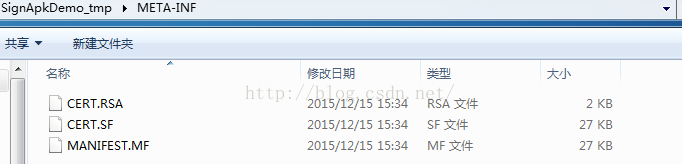 SignApkDemo_tmp ▶ META-INF
共享 ▼ 新建文件夹
名称 修改日期 类型 大小
http://blog.csdn.net/
CERT.RSA 2015/12/15 15:34 RSA 文件 2 KB
CERT.SF 2015/12/15 15:34 SF 文件 27 KB
MANIFEST.MF 2015/12/15 15:34 MF 文件 27 KB